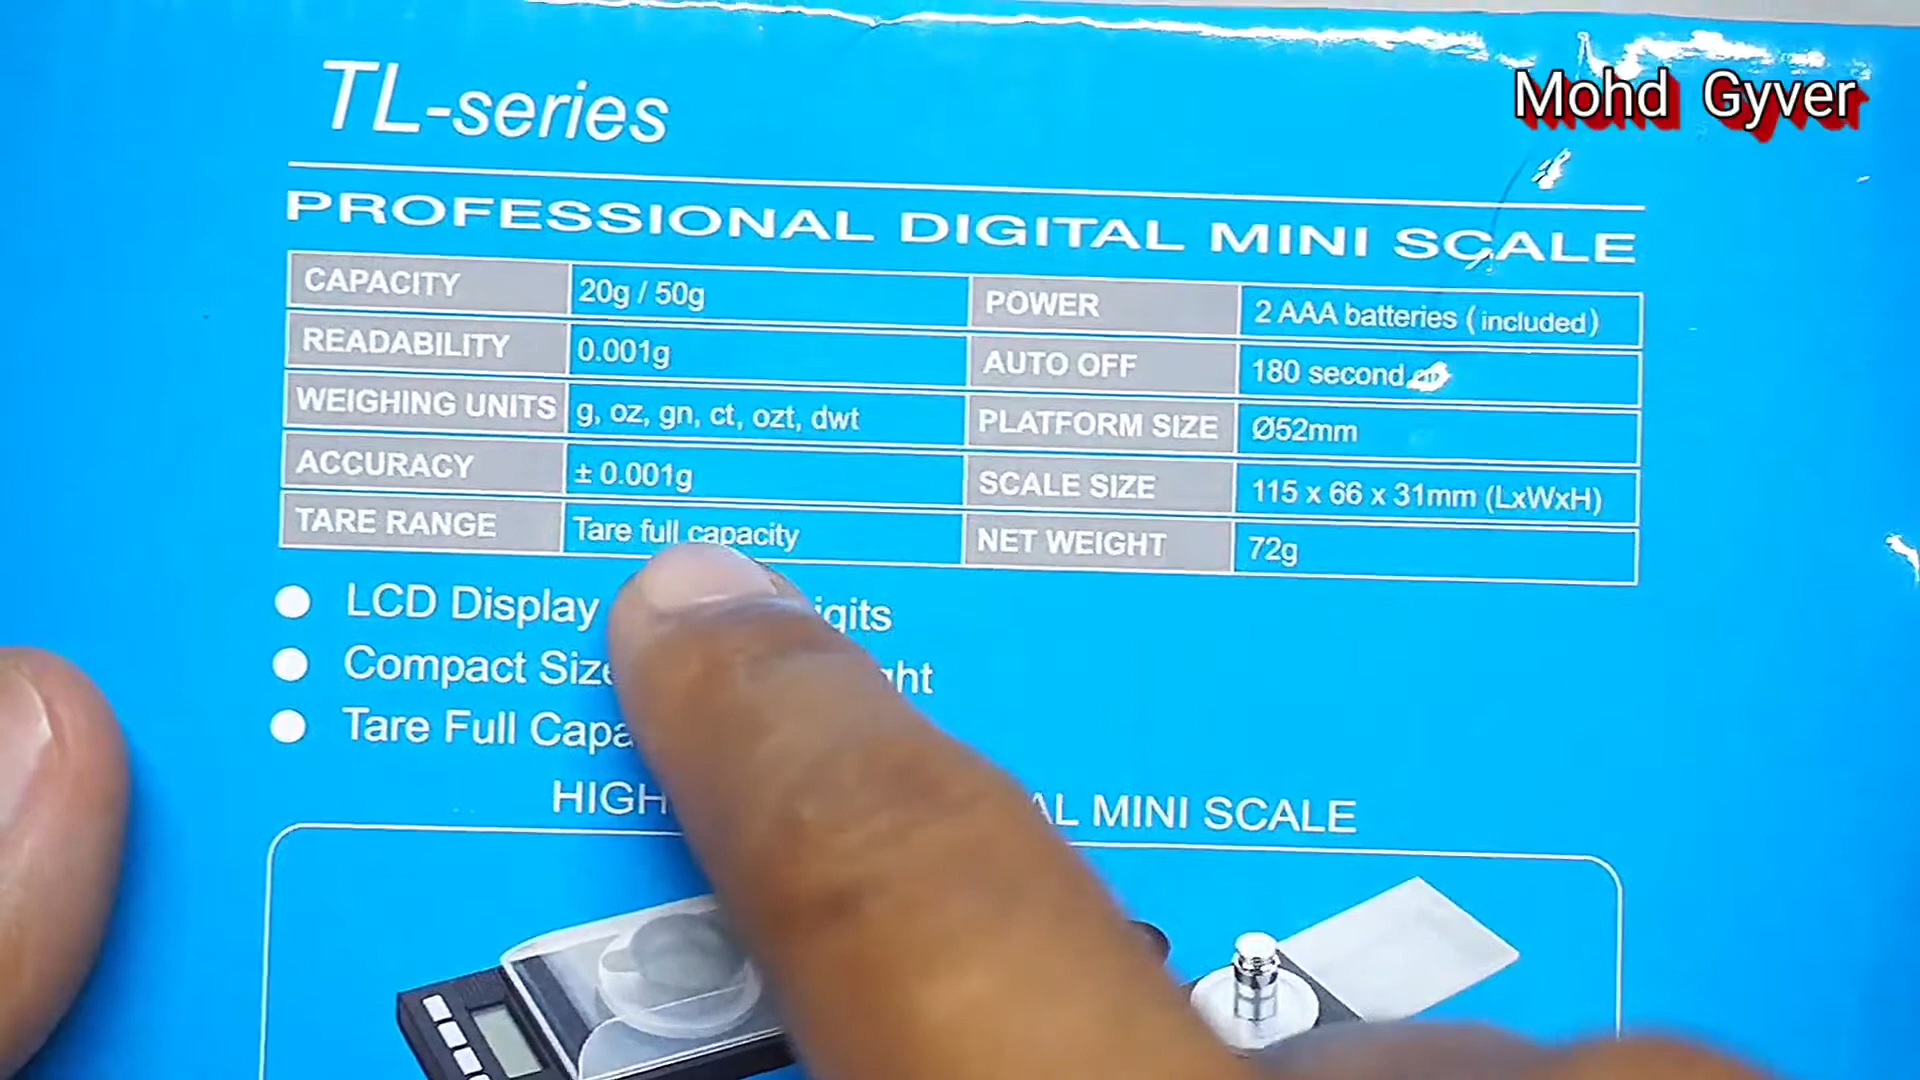 Mohd Gyver
TL-series
PROFESSIONAL DIGITAL MINI SCALE
CAPACITY 20g / 50g POWER 2 AAA batteries (included)
READABILITY 0.001g AUTO OFF 180 second
WEIGHING UNITS g, oz, gn, ct, ozt, dwt PLATFORM SIZE Ø52mm
ACCURACY ± 0.001g SCALE SIZE 115 x 66 x 31mm (LxWxH)
TARE RANGE Tare full capacity NET WEIGHT 72g
LCD Display
Compact Size
Tare Full
HIGH MINI SCALE